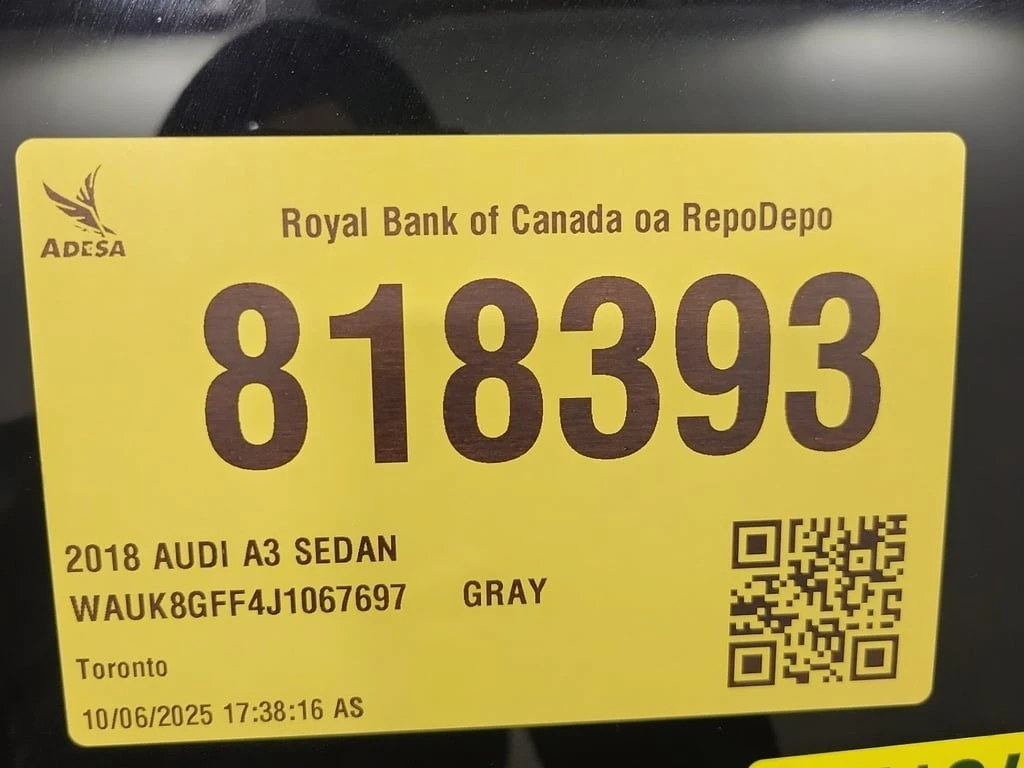 ADESA
Royal Bank of Canada oa RepoDepo
818393
2018 AUDI A3 SEDAN
WAUK8GFF4J1067697 GRAY
Toronto
10/06/2025 17:38:16 AS